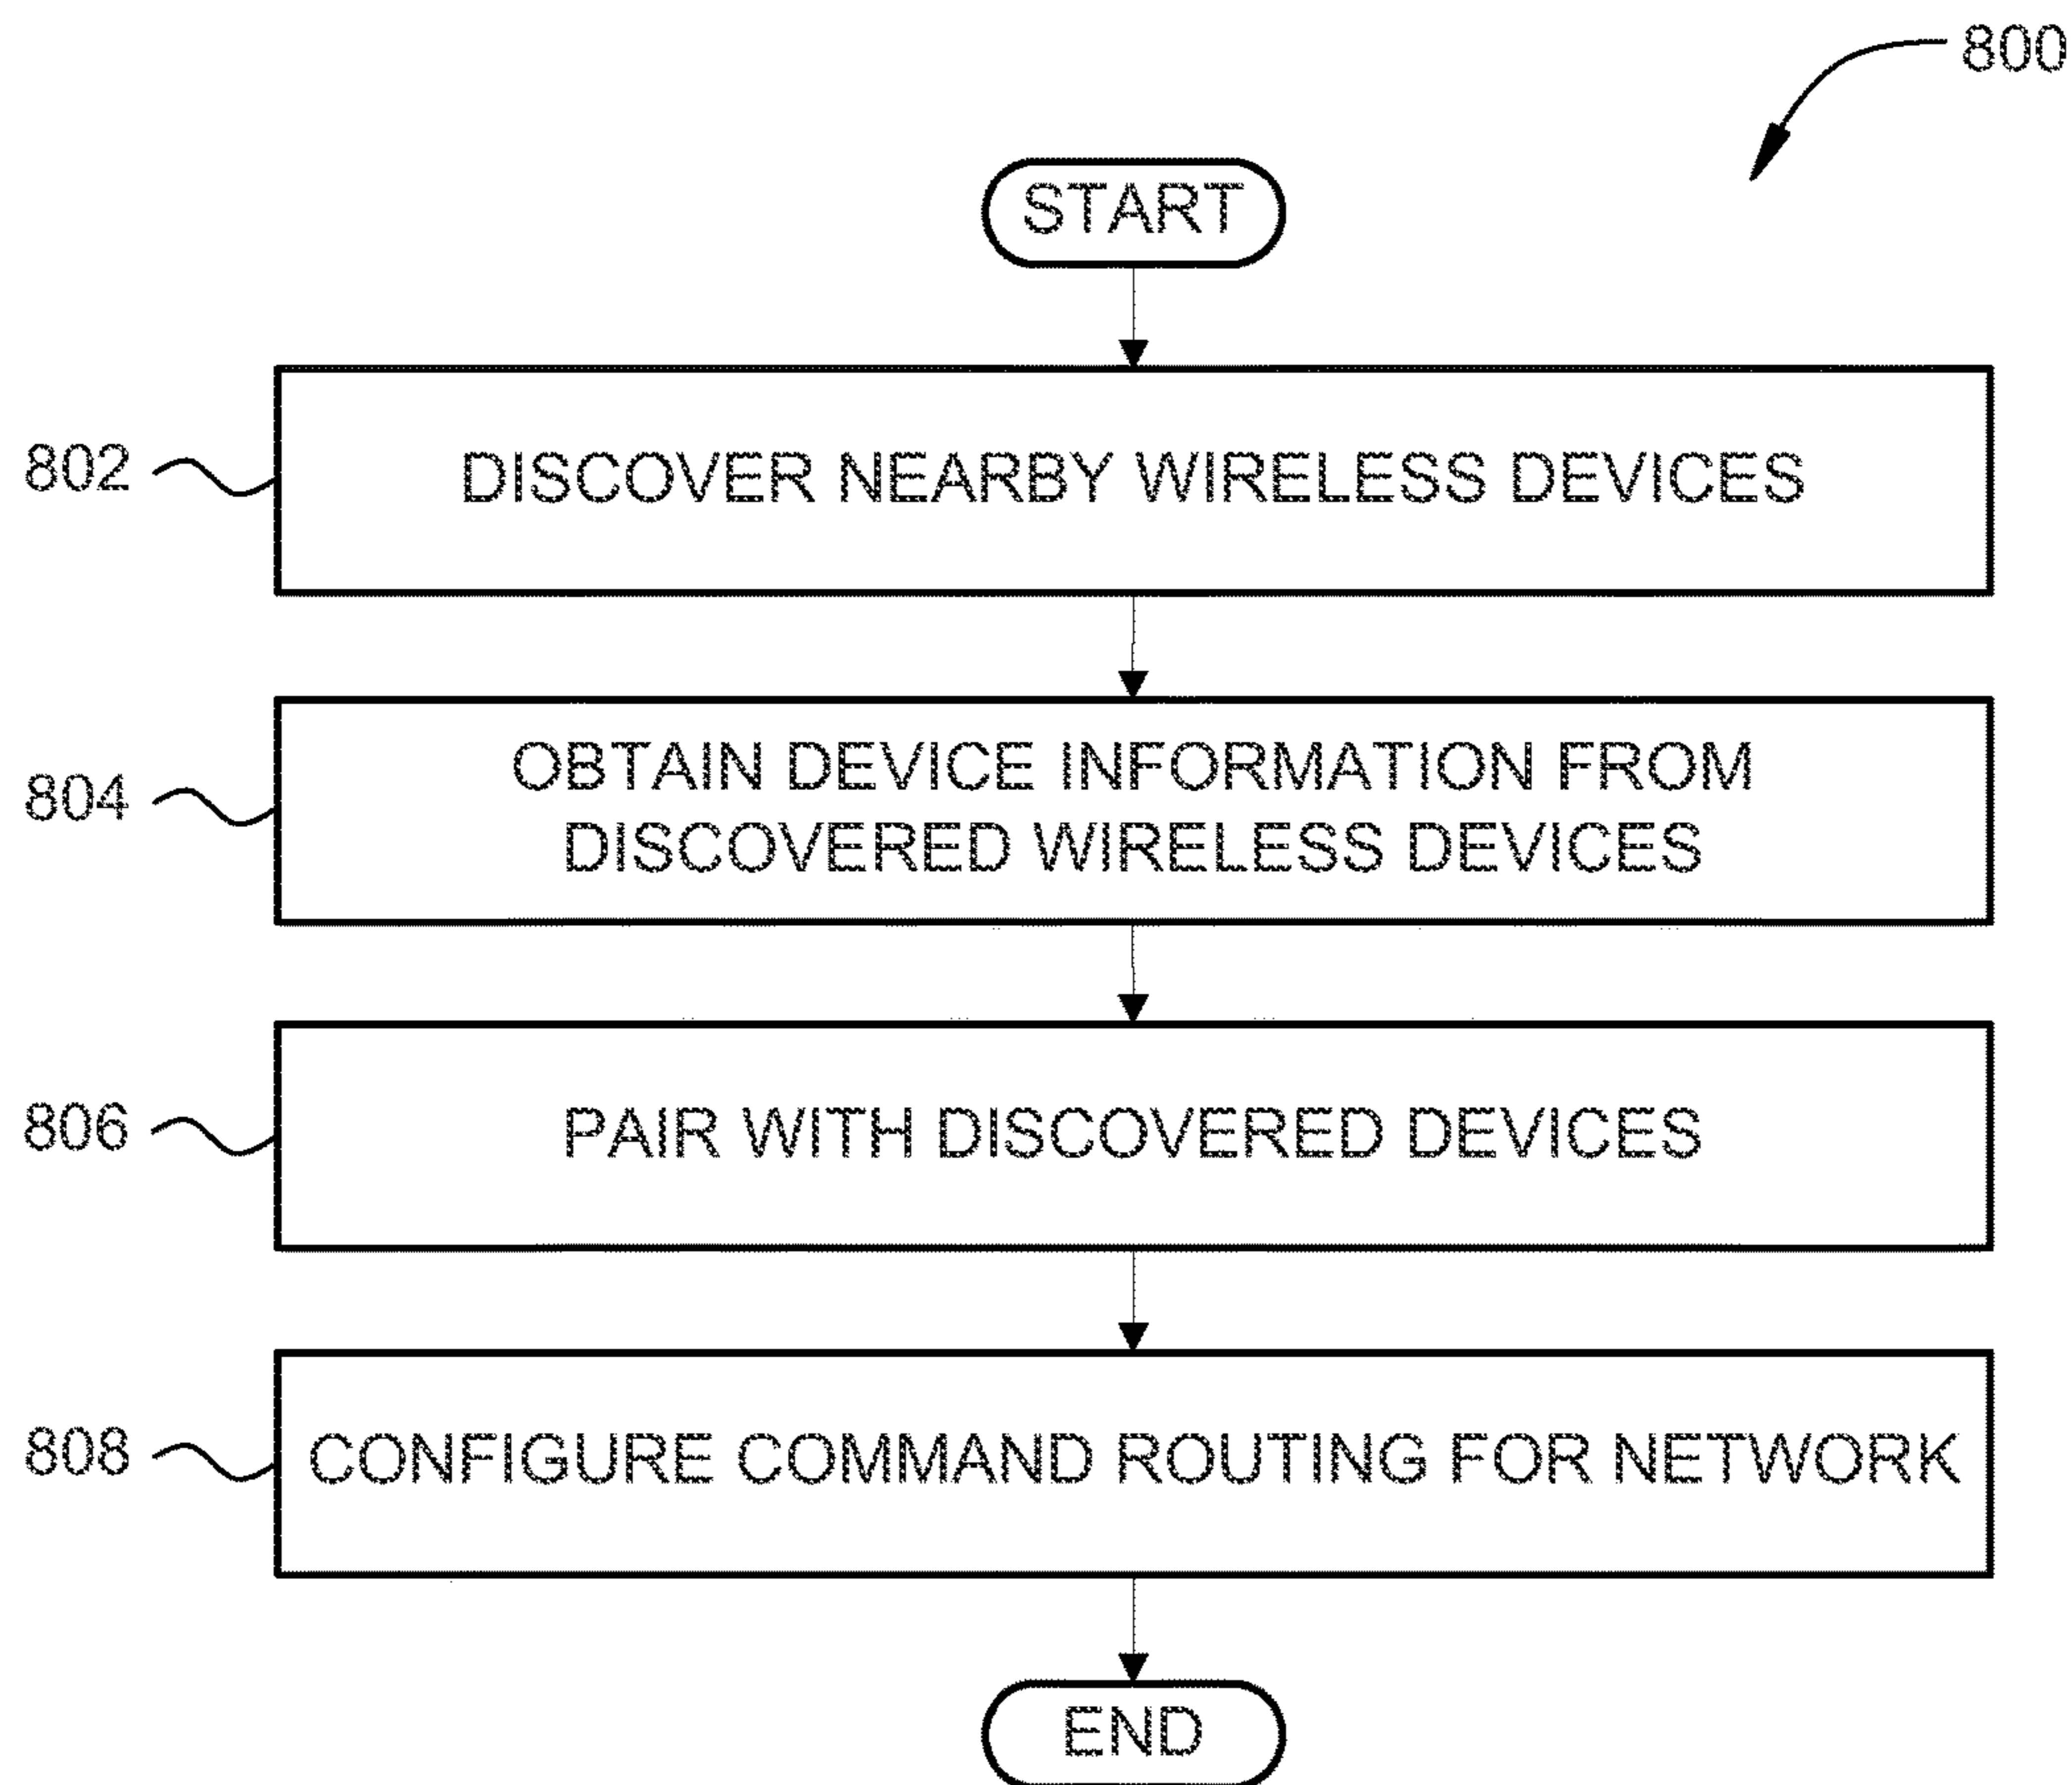 800
START
802
DISCOVER NEARBY WIRELESS DEVICES
804
OBTAIN DEVICE INFORMATION FROM
DISCOVERED WIRELESS DEVICES
806
PAIR WITH DISCOVERED DEVICES
808
CONFIGURE COMMAND ROUTING FOR NETWORK
END